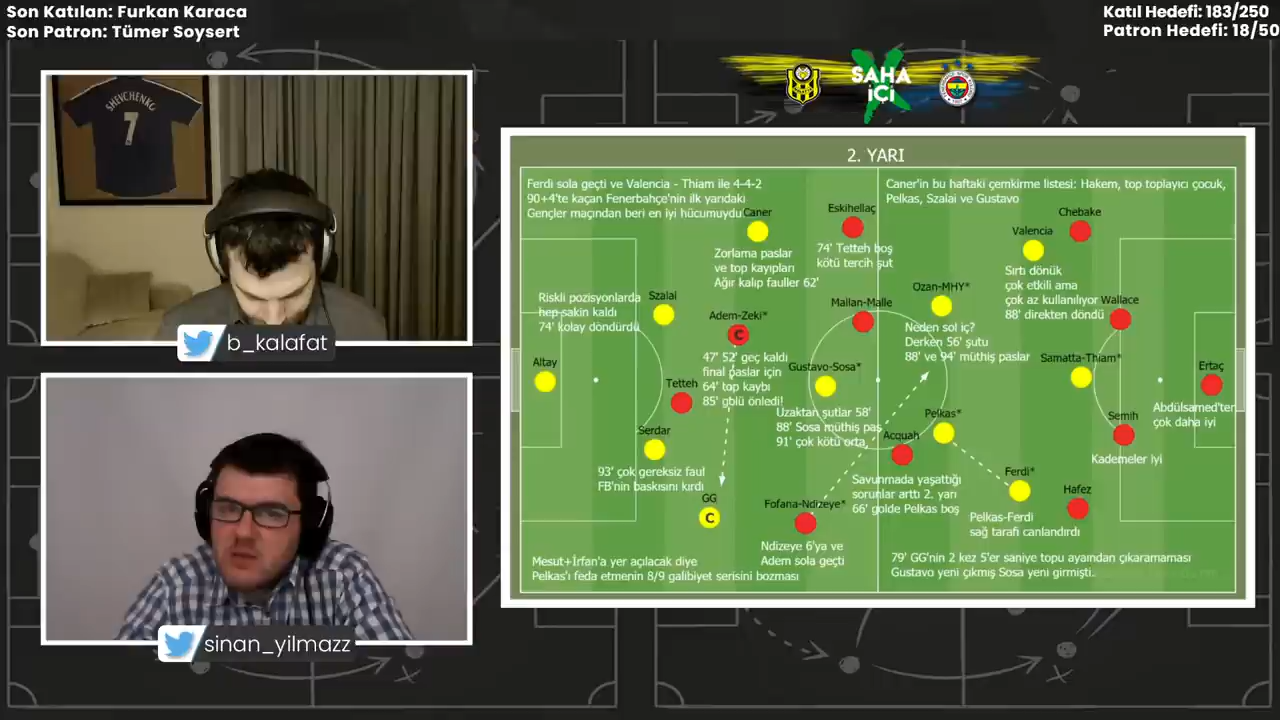 Son Katılan: Furkan Karaca
Son Patron: Tümer Soysert
Katıl Hedefi: 183/250
Patron Hedefi: 18/50
SHEVCHENKO
7
b_kalafat
sinan_yilmazz
SAHA
İÇİ
2. YARI
Ferdi sola geçti ve Valencia - Thiam ile 4-4-2
90+4'te kaçan Fenerbahçe'nin ilk yarıdaki
Gençler maçından beri en iyi hücumuydu
Caner'in bu haftaki çemkirme listesi: Hakem, top toplayıcı çocuk,
Pelkas, Szalai ve Gustavo
Caner
Zorlama paslar
ve top kayıpları
Ağır kalıp fauller 62'
Eskihellaç
74' Tetteh boş
kötü tercih şut
Valencia
Sırtı dönük
çok etkili ama
çok az kullanılıyor
88' direkten döndü
Chebake
Riskli pozisyonlarda
hep sakin kaldı
74' kolay döndürdü
Szalai
Adem-Zeki*
C
47' 52' geç kaldı
final paslar için
64' top kaybı
85' golü önledi!
Mallan-Malle
Ozan-MHY*
Neden sol iç?
Derken 56' şutu
88' ve 94' müthiş paslar
Wallace
Altay
Tetteh
Gustavo-Sosa*
Uzaktan şutlar 58'
88' Sosa müthiş pas
91' çok kötü orta
Samatta-Thiam*
Ertaç
Abdülsamed'ten
çok daha iyi
Serdar
93' çok gereksiz faul
FB'nin baskısını kırdı
Acquah
Savunmada yaşattığı
sorunlar arttı 2. yarı
66' golde Pelkas boş
Pelkas*
Semih
Kademeler iyi
GG
C
Fofana-Ndizeye*
Ndizeye 6'ya ve
Adem sola geçti
Ferdi*
Pelkas-Ferdi
sağ tarafı canlandırdı
Hafez
Mesut+İrfan'a yer açılacak diye
Pelkas'ı feda etmenin 8/9 galibiyet serisini bozması
79' GG'nin 2 kez 5'er saniye topu ayağından çıkaramaması
Gustavo yeni çıkmış Sosa yeni girmişti..